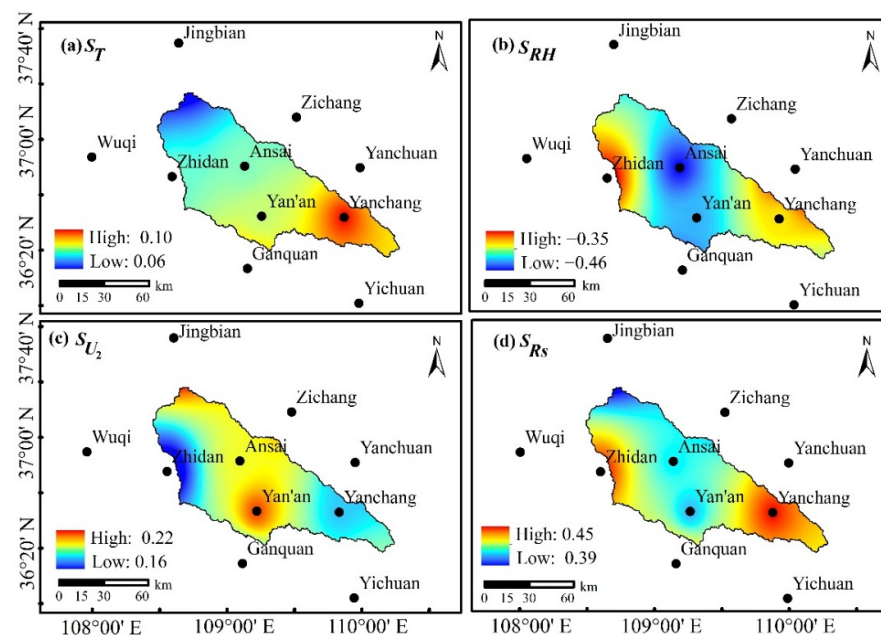 (a) S_T
Jingbian
N
Zichang
Wuqi
Zhidan
Ansai
Yanchuan
Yan'an
Yanchang
High: 0.10
Low: 0.06
Ganquan
0 15 30 60 km
Yichuan
37°40' N
37°00' N
36°20' N
(b) S_RH
Jingbian
N
Zichang
Wuqi
Zhidan
Ansai
Yanchuan
Yan'an
Yanchang
High: −0.35
Low: −0.46
Ganquan
0 15 30 60 km
Yichuan
(c) S_U₂
Jingbian
N
Zichang
Wuqi
Zhidan
Ansai
Yanchuan
Yan'an
Yanchang
High: 0.22
Low: 0.16
Ganquan
0 15 30 60 km
Yichuan
37°40' N
37°00' N
36°20' N
108°00' E 109°00' E 110°00' E
(d) S_Rs
Jingbian
N
Zichang
Wuqi
Zhidan
Ansai
Yanchuan
Yan'an
Yanchang
High: 0.45
Low: 0.39
Ganquan
0 15 30 60 km
Yichuan
108°00' E 109°00' E 110°00' E